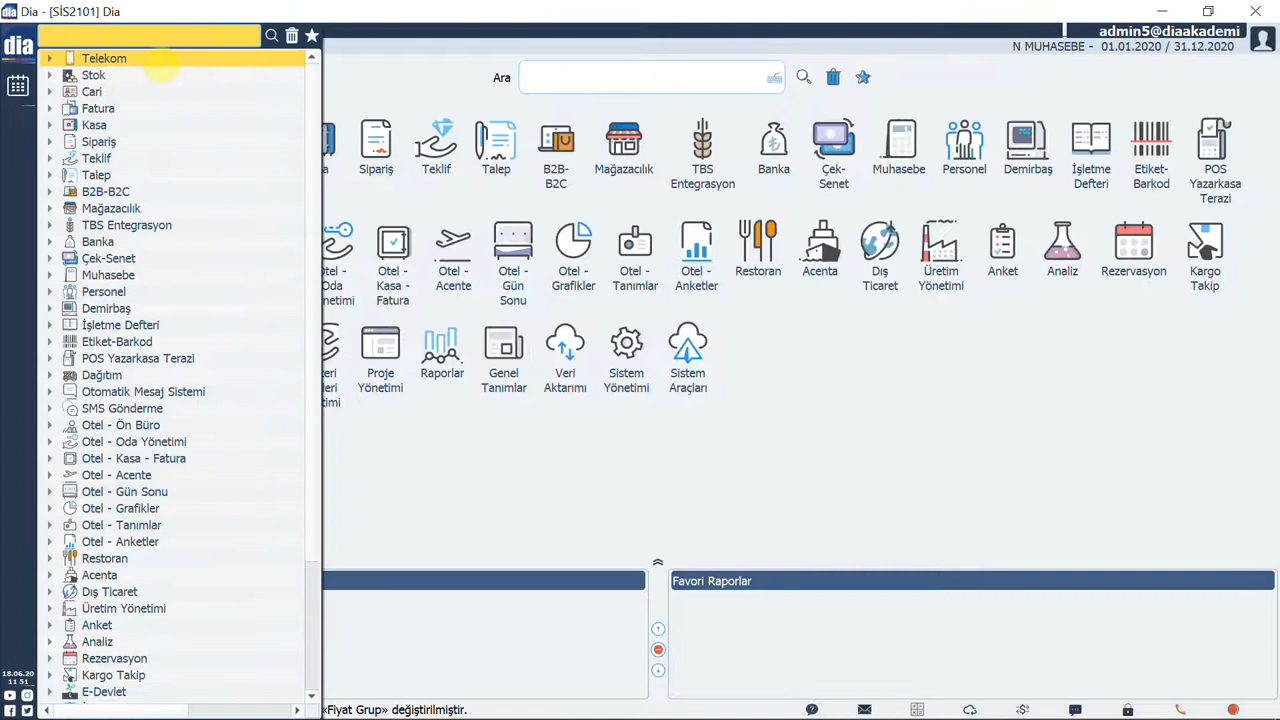 Dia - [SİS2101] Dia
dia
admin5@diaakademi
N MUHASEBE - 01.01.2020 / 31.12.2020
Ara
Telekom
Stok
Cari
Fatura
Kasa
Sipariş
Teklif
Talep
B2B-B2C
Mağazacılık
TBS Entegrasyon
Banka
Çek-Senet
Muhasebe
Personel
Demirbaş
İşletme Defteri
Etiket-Barkod
POS Yazarkasa Terazi
Dağıtım
Otomatik Mesaj Sistemi
SMS Gönderme
Otel - Ön Büro
Otel - Oda Yönetimi
Otel - Kasa - Fatura
Otel - Acente
Otel - Gün Sonu
Otel - Grafikler
Otel - Tanımlar
Otel - Anketler
Restoran
Acenta
Dış Ticaret
Üretim Yönetimi
Anket
Analiz
Rezervasyon
Kargo Takip
E-Devlet
18.06.20
11 51
a
Sipariş
Teklif
Talep
B2B-
B2C
Mağazacılık
TBS
Entegrasyon
Banka
Çek-
Senet
Muhasebe
Personel
Demirbaş
İşletme
Defteri
Etiket-
Barkod
POS
Yazarkasa
Terazi
tel -
Oda
netimi
Otel -
Kasa -
Fatura
Otel -
Acente
Otel -
Gün
Sonu
Otel -
Grafikler
Otel -
Tanımlar
Otel -
Anketler
Restoran
Acenta
Dış
Ticaret
Üretim
Yönetimi
Anket
Analiz
Rezervasyon
Kargo
Takip
teri
leri
timi
Proje
Yönetimi
Raporlar
Genel
Tanımlar
Veri
Aktarımı
Sistem
Yönetimi
Sistem
Araçları
Favori Raporlar
«Fiyat Grup» değiştirilmiştir.